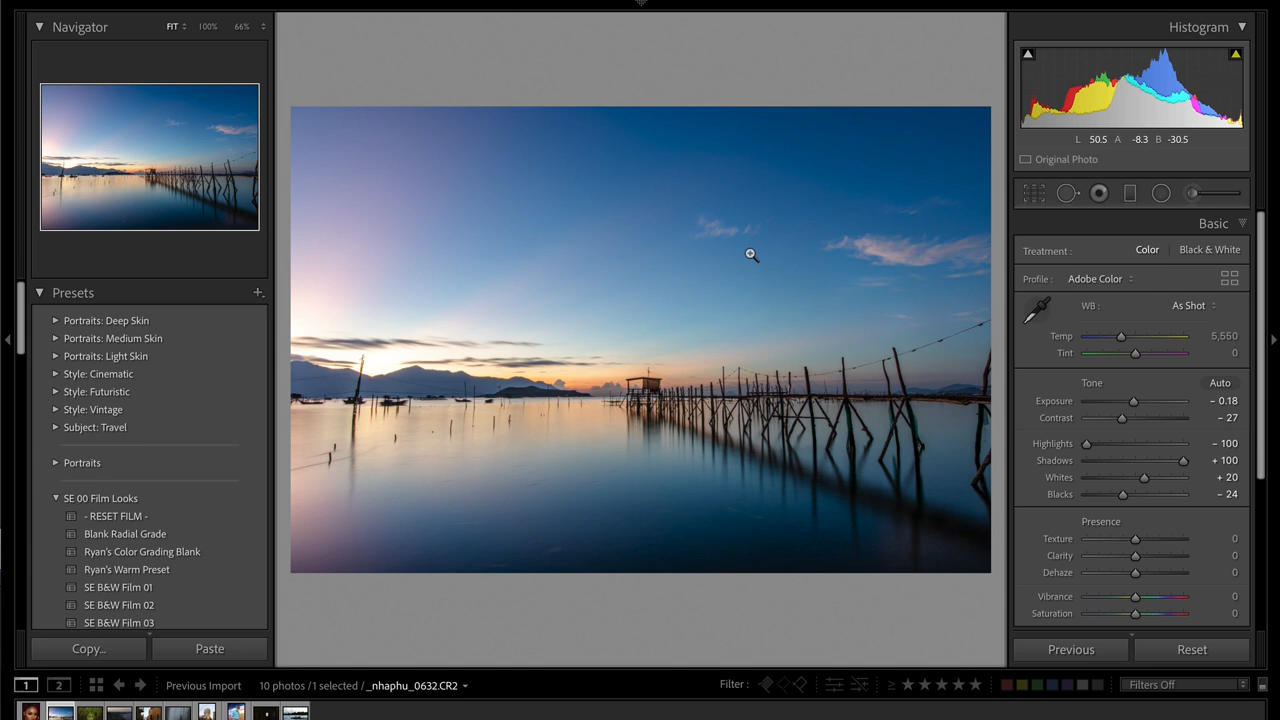 Navigator
FIT 100% 66%
Presets
Portraits: Deep Skin
Portraits: Medium Skin
Portraits: Light Skin
Style: Cinematic
Style: Futuristic
Style: Vintage
Subject: Travel
Portraits
SE 00 Film Looks
- RESET FILM -
Blank Radial Grade
Ryan's Color Grading Blank
Ryan's Warm Preset
SE B&W Film 01
SE B&W Film 02
SE B&W Film 03
Copy... Paste
Histogram
L 50.5 A -8.3 B -30.5
Original Photo
Basic
Treatment : Color Black & White
Profile : Adobe Color
WB : As Shot
Temp 5,550
Tint 0
Tone Auto
Exposure – 0.18
Contrast – 27
Highlights – 100
Shadows + 100
Whites + 20
Blacks – 24
Presence
Texture 0
Clarity 0
Dehaze 0
Vibrance 0
Saturation 0
Previous Reset
1 2 Previous Import 10 photos / 1 selected / _nhaphu_0632.CR2 Filter : ≥ ★★★★★ Filters Off